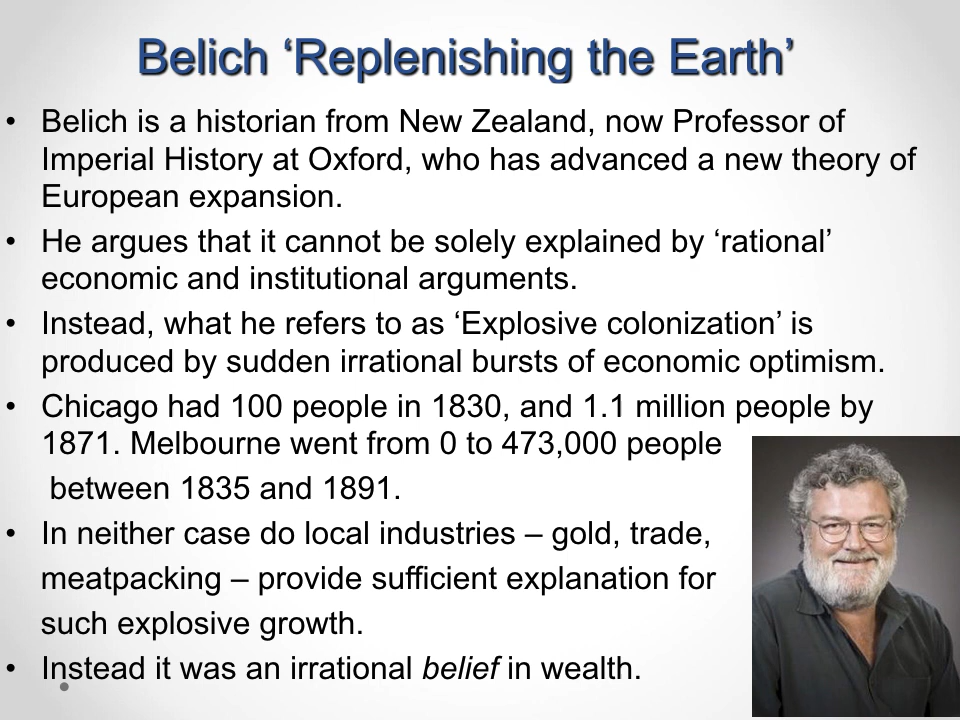 Belich ‘Replenishing the Earth’
• Belich is a historian from New Zealand, now Professor of
Imperial History at Oxford, who has advanced a new theory of
European expansion.
• He argues that it cannot be solely explained by ‘rational’
economic and institutional arguments.
• Instead, what he refers to as ‘Explosive colonization’ is
produced by sudden irrational bursts of economic optimism.
• Chicago had 100 people in 1830, and 1.1 million people by
1871. Melbourne went from 0 to 473,000 people
between 1835 and 1891.
• In neither case do local industries – gold, trade,
meatpacking – provide sufficient explanation for
such explosive growth.
• Instead it was an irrational belief in wealth.